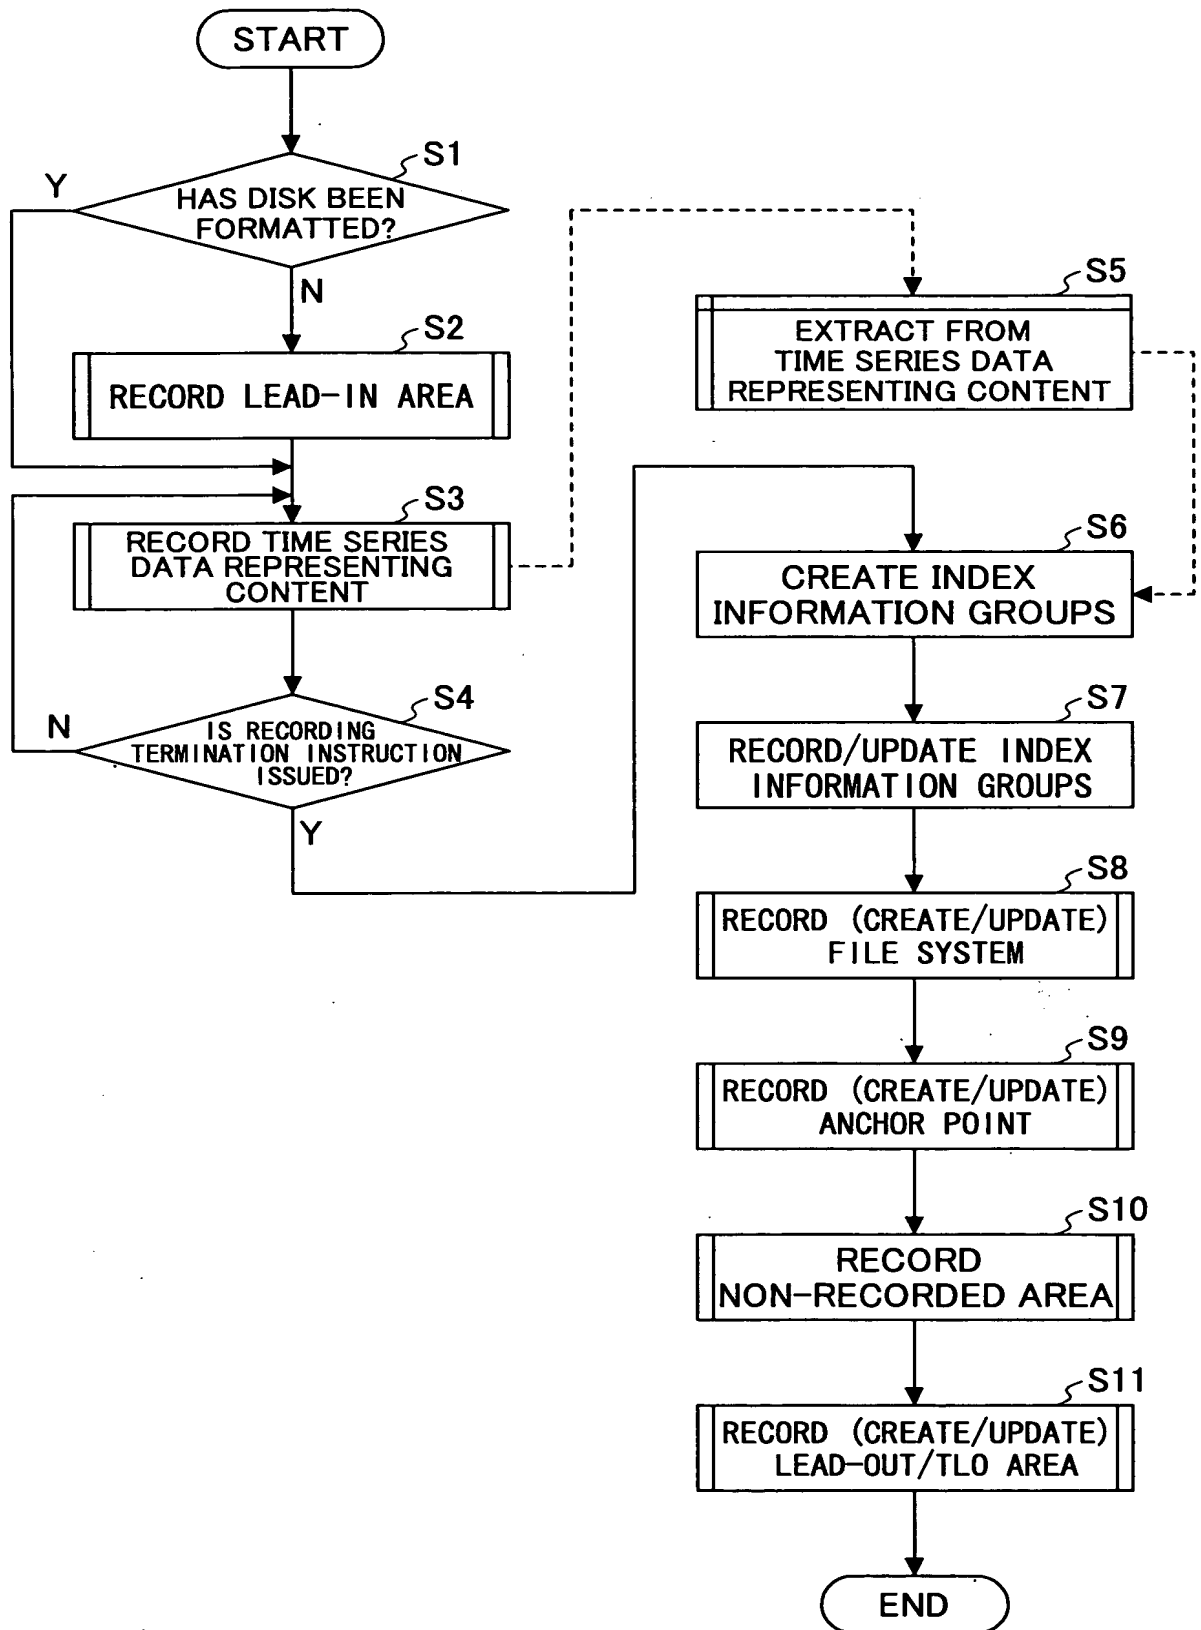 START
S1
Y
HAS DISK BEEN
FORMATTED?
N
S2
RECORD LEAD-IN AREA
S3
RECORD TIME SERIES
DATA REPRESENTING
CONTENT
S4
N
IS RECORDING
TERMINATION INSTRUCTION
ISSUED?
Y
S5
EXTRACT FROM
TIME SERIES DATA
REPRESENTING CONTENT
S6
CREATE INDEX
INFORMATION GROUPS
S7
RECORD/UPDATE INDEX
INFORMATION GROUPS
S8
RECORD (CREATE/UPDATE)
FILE SYSTEM
S9
RECORD (CREATE/UPDATE)
ANCHOR POINT
S10
RECORD
NON-RECORDED AREA
S11
RECORD (CREATE/UPDATE)
LEAD-OUT/TLO AREA
END